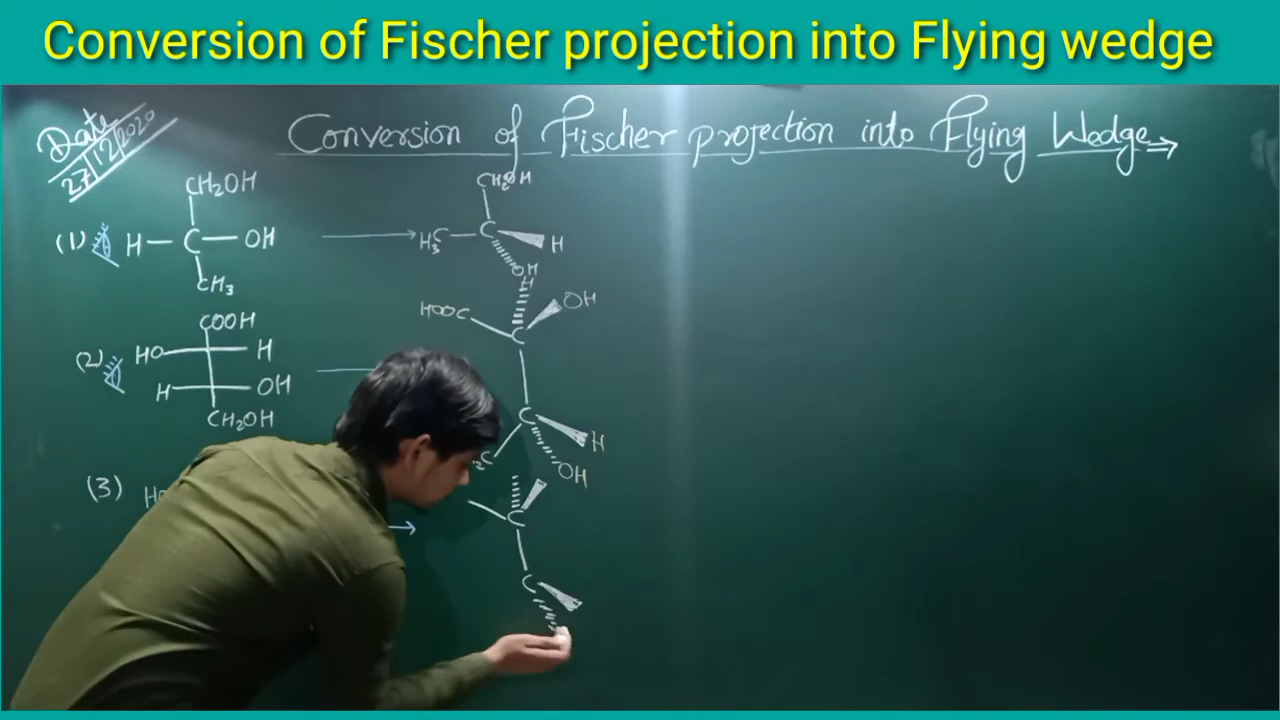 Conversion of Fischer projection into Flying wedge
Date
27/12/2020
Conversion of Fischer projection into Flying Wedge
CH₂OH
(1) H C OH
CH₃
CH₂OH
H₃C C H
OH
COOH
(2) HO H
H OH
CH₂OH
H
HOOC OH
C
C H
OH
(3)
C
C